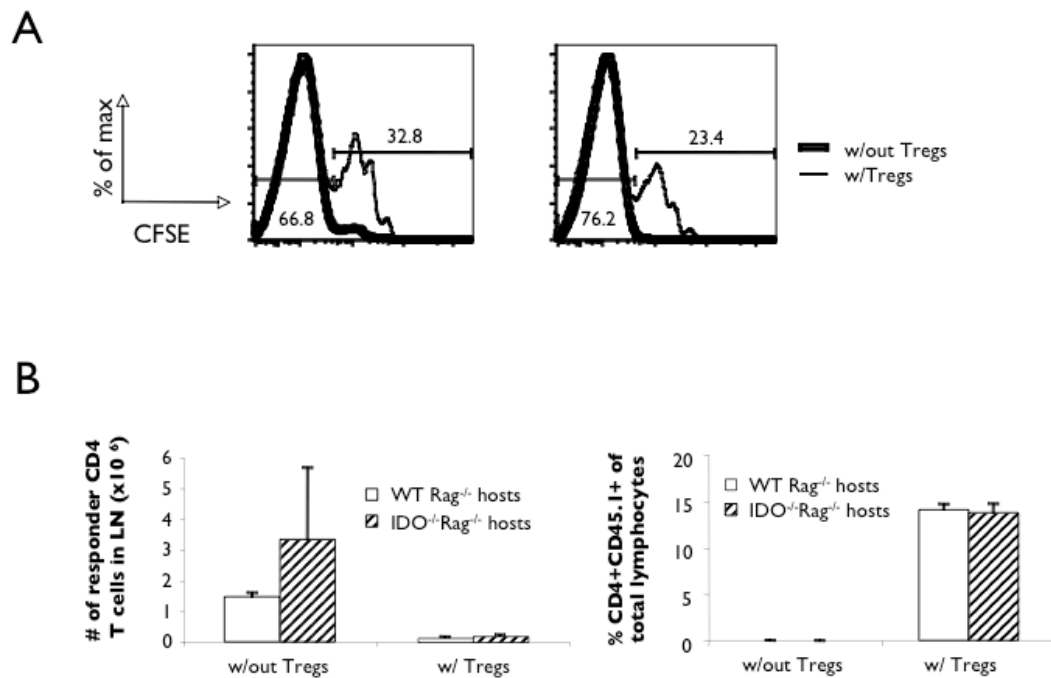 A
% of max
CFSE
32.8
66.8
23.4
76.2
w/out Tregs
w/Tregs
B
# of responder CD4
T cells in LN (x10 ⁶)
6
5
4
3
2
1
0
w/out Tregs
w/ Tregs
WT Rag⁻/⁻ hosts
IDO⁻/⁻Rag⁻/⁻ hosts
% CD4+CD45.1+ of
total lymphocytes
20
15
10
5
0
w/out Tregs
w/ Tregs
WT Rag⁻/⁻ hosts
IDO⁻/⁻Rag⁻/⁻ hosts